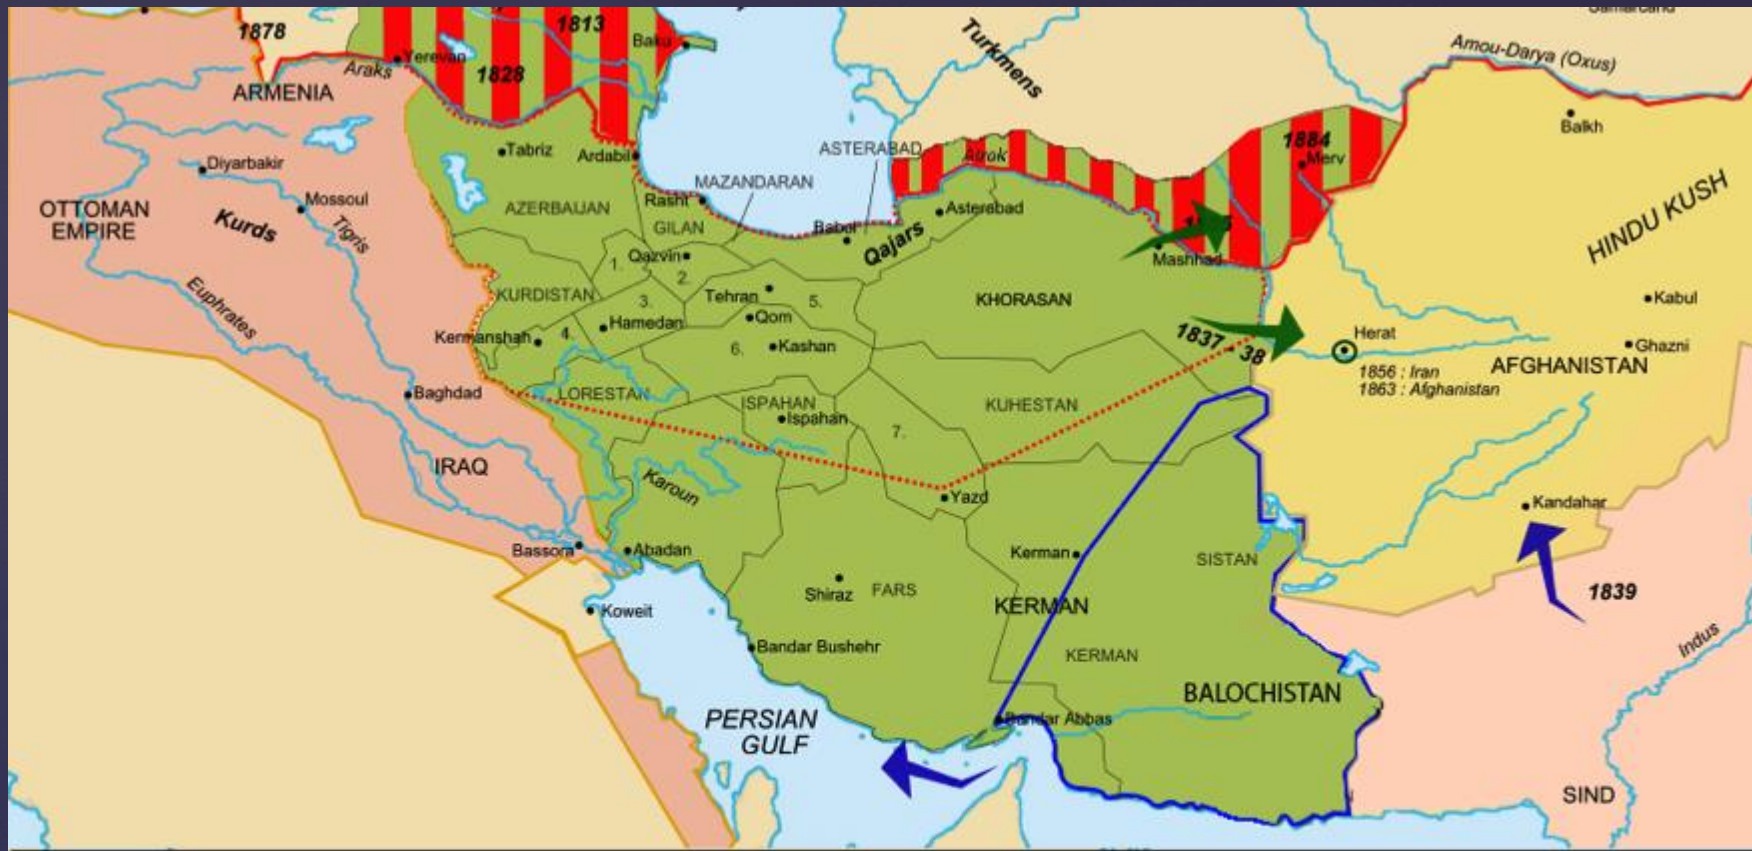 1878
1813
Baku
Yerevan
Araks
1828
ARMENIA
Turkmens
Amou-Darya (Oxus)
Balkh
Diyarbakir
Tabriz
Ardabil
ASTERABAD
Atrok
1884
Merv
MAZANDARAN
Mossoul
OTTOMAN
EMPIRE
Kurds
Tigris
AZERBAIJAN
Rasht
GILAN
Babol
Qajars
Asterabad
HINDU KUSH
Mashhad
1.
Qazvin
2.
KURDISTAN
3.
Tehran
5.
KHORASAN
Kabul
Euphrates
Kermanshah
4.
Hamedan
Qom
6.
Kashan
1837 - 38
Herat
1856 : Iran
1863 : Afghanistan
AFGHANISTAN
Ghazni
Baghdad
LORESTAN
ISPAHAN
Ispahan
7.
KUHESTAN
IRAQ
Karoun
Yazd
Kandahar
Bassora
Abadan
Kerman
SISTAN
Koweit
Shiraz
FARS
KERMAN
1839
Indus
Bandar Bushehr
KERMAN
BALOCHISTAN
PERSIAN
GULF
Bandar Abbas
SIND